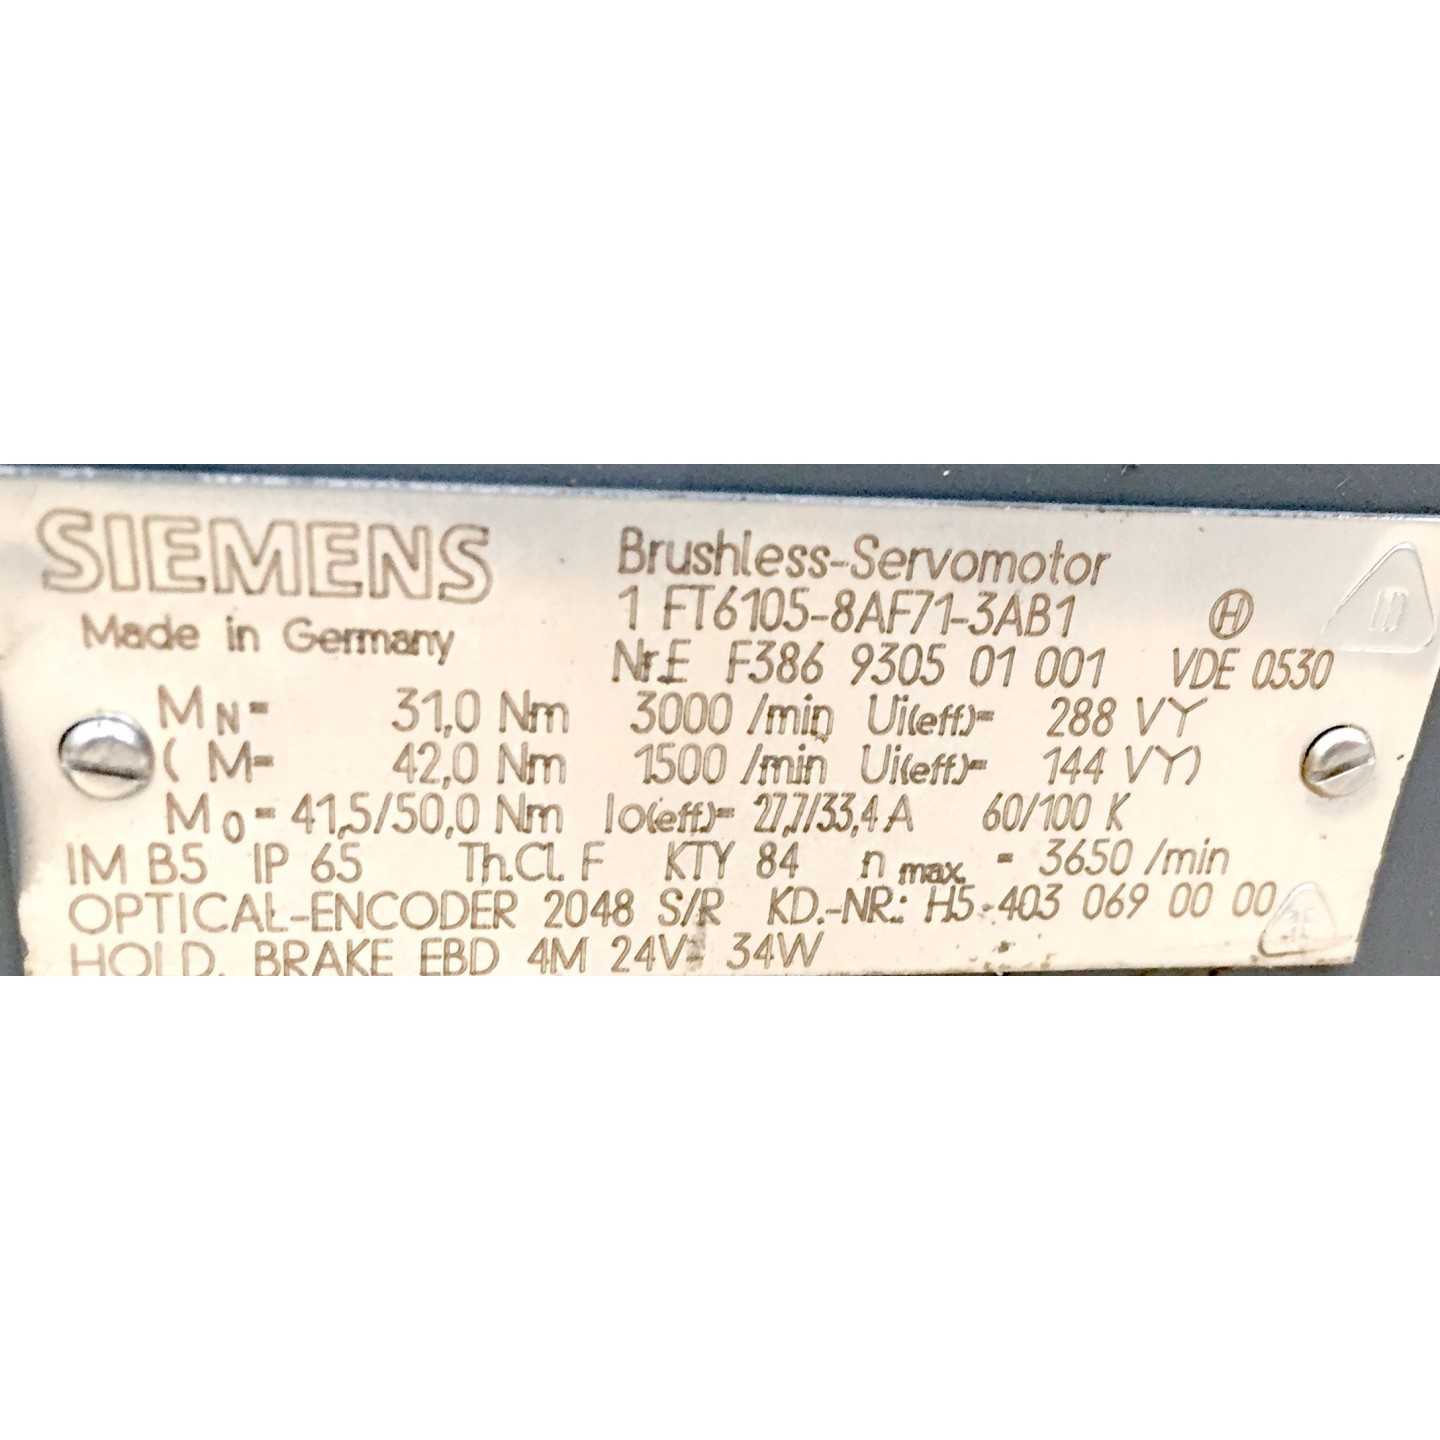 SIEMENS
Made in Germany
Brushless-Servomotor
1 FT6105-8AF71-3AB1 H
Nr.E F386 9305 01 001 VDE 0530
MN= 31,0 Nm 3000 /min Ui(eff.)= 288 VY
( M= 42,0 Nm 1500 /min Ui(eff.)= 144 VY)
M0= 41,5/50,0 Nm Io(eff.)= 27,7/33,4 A 60/100 K
IM B5 IP 65 Th.Cl. F KTY 84 n max. = 3650 /min
OPTICAL-ENCODER 2048 S/R KD.-NR.: H5-403 069 00 00
HOLD. BRAKE EBD 4M 24V= 34W